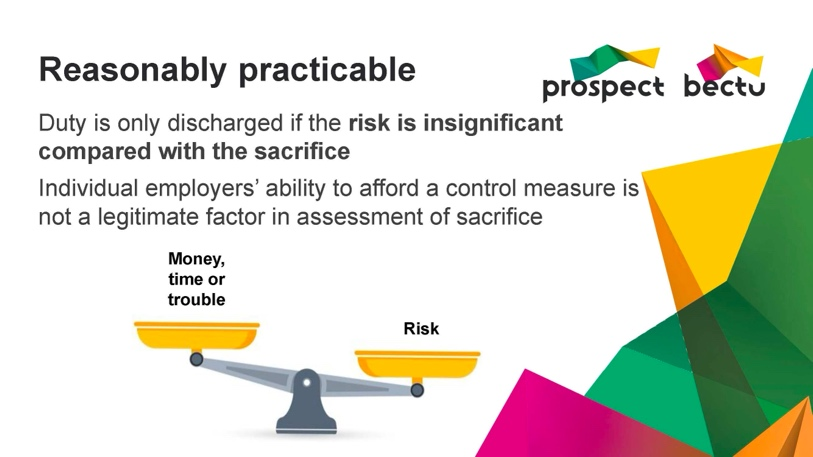 Reasonably practicable
prospect bectu
Duty is only discharged if the risk is insignificant
compared with the sacrifice
Individual employers’ ability to afford a control measure is
not a legitimate factor in assessment of sacrifice
Money,
time or
trouble
Risk